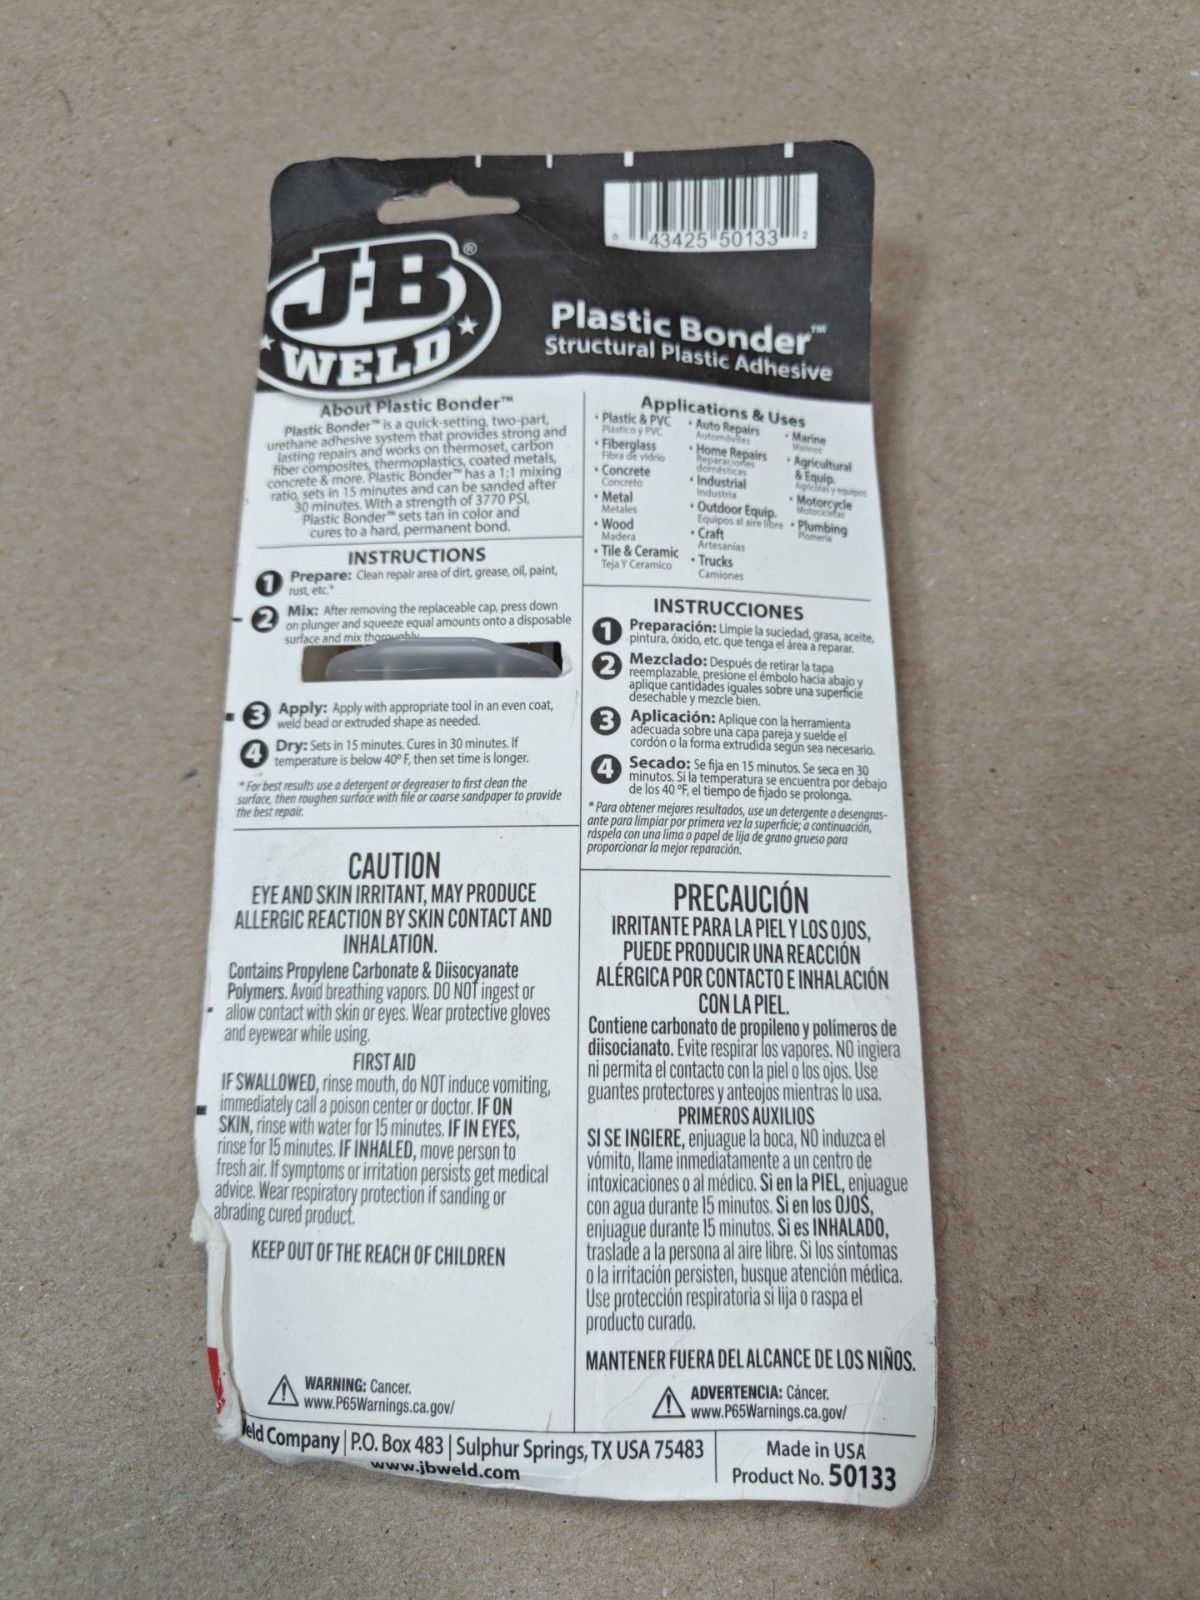 6 43425 50133 2
J-B
WELD®
Plastic Bonder™
Structural Plastic Adhesive
About Plastic Bonder™
Plastic Bonder™ is a quick-setting, two-part,
urethane adhesive system that provides strong and
lasting repairs and works on thermoset, carbon
fiber composites, thermoplastics, coated metals,
concrete & more. Plastic Bonder™ has a 1:1 mixing
ratio, sets in 15 minutes and can be sanded after
30 minutes. With a strength of 3770 PSI,
Plastic Bonder™ sets tan in color and
cures to a hard, permanent bond.
INSTRUCTIONS
1 Prepare: Clean repair area of dirt, grease, oil, paint,
rust, etc.*
2 Mix: After removing the replaceable cap, press down
on plunger and squeeze equal amounts onto a disposable
surface and mix thoroughly
3 Apply: Apply with appropriate tool in an even coat,
weld bead or extruded shape as needed.
4 Dry: Sets in 15 minutes. Cures in 30 minutes. If
temperature is below 40º F, then set time is longer.
* For best results use a detergent or degreaser to first clean the
surface, then roughen surface with file or coarse sandpaper to provide
the best repair.
CAUTION
EYE AND SKIN IRRITANT, MAY PRODUCE
ALLERGIC REACTION BY SKIN CONTACT AND
INHALATION.
Contains Propylene Carbonate & Diisocyanate
Polymers. Avoid breathing vapors. DO NOT ingest or
allow contact with skin or eyes. Wear protective gloves
and eyewear while using.
FIRST AID
IF SWALLOWED, rinse mouth, do NOT induce vomiting,
immediately call a poison center or doctor. IF ON
SKIN, rinse with water for 15 minutes. IF IN EYES,
rinse for 15 minutes. IF INHALED, move person to
fresh air. If symptoms or irritation persists get medical
advice. Wear respiratory protection if sanding or
abrading cured product.
KEEP OUT OF THE REACH OF CHILDREN
WARNING: Cancer.
www.P65Warnings.ca.gov/
Applications & Uses
• Plastic & PVC
Plástico y PVC
• Fiberglass
Fibra de vidrio
• Concrete
Concreto
• Metal
Metales
• Wood
Madera
• Tile & Ceramic
Teja Y Ceramico
• Auto Repairs
Automóviles
• Home Repairs
Reparaciones
domésticas
• Industrial
Industria
• Outdoor Equip.
Equipos al aire libre
• Craft
Artesanías
• Trucks
Camiones
• Marine
Marinos
• Agricultural
& Equip.
Agrícolas y equipos
• Motorcycle
Motocicletas
• Plumbing
Plomería
INSTRUCCIONES
1 Preparación: Limpie la suciedad, grasa, aceite,
pintura, óxido, etc. que tenga el área a reparar.
2 Mezclado: Después de retirar la tapa
reemplazable, presione el émbolo hacia abajo y
aplique cantidades iguales sobre una superficie
desechable y mezcle bien.
3 Aplicación: Aplique con la herramienta
adecuada sobre una capa pareja y suelde el
cordón o la forma extrudida según sea necesario.
4 Secado: Se fija en 15 minutos. Se seca en 30
minutos. Si la temperatura se encuentra por debajo
de los 40 ºF, el tiempo de fijado se prolonga.
* Para obtener mejores resultados, use un detergente o desengras-
ante para limpiar por primera vez la superficie; a continuación,
ráspela con una lima o papel de lija de grano grueso para
proporcionar la mejor reparación.
PRECAUCIÓN
IRRITANTE PARA LA PIEL Y LOS OJOS,
PUEDE PRODUCIR UNA REACCIÓN
ALÉRGICA POR CONTACTO E INHALACIÓN
CON LA PIEL.
Contiene carbonato de propileno y polímeros de
diisocianato. Evite respirar los vapores. NO ingiera
ni permita el contacto con la piel o los ojos. Use
guantes protectores y anteojos mientras lo usa.
PRIMEROS AUXILIOS
SI SE INGIERE, enjuague la boca, NO induzca el
vómito, llame inmediatamente a un centro de
intoxicaciones o al médico. Si en la PIEL, enjuague
con agua durante 15 minutos. Si en los OJOS,
enjuague durante 15 minutos. Si es INHALADO,
traslade a la persona al aire libre. Si los síntomas
o la irritación persisten, busque atención médica.
Use protección respiratoria si lija o raspa el
producto curado.
MANTENER FUERA DEL ALCANCE DE LOS NIÑOS.
ADVERTENCIA: Cáncer.
www.P65Warnings.ca.gov/
eld Company | P.O. Box 483 | Sulphur Springs, TX USA 75483
www.jbweld.com
Made in USA
Product No. 50133